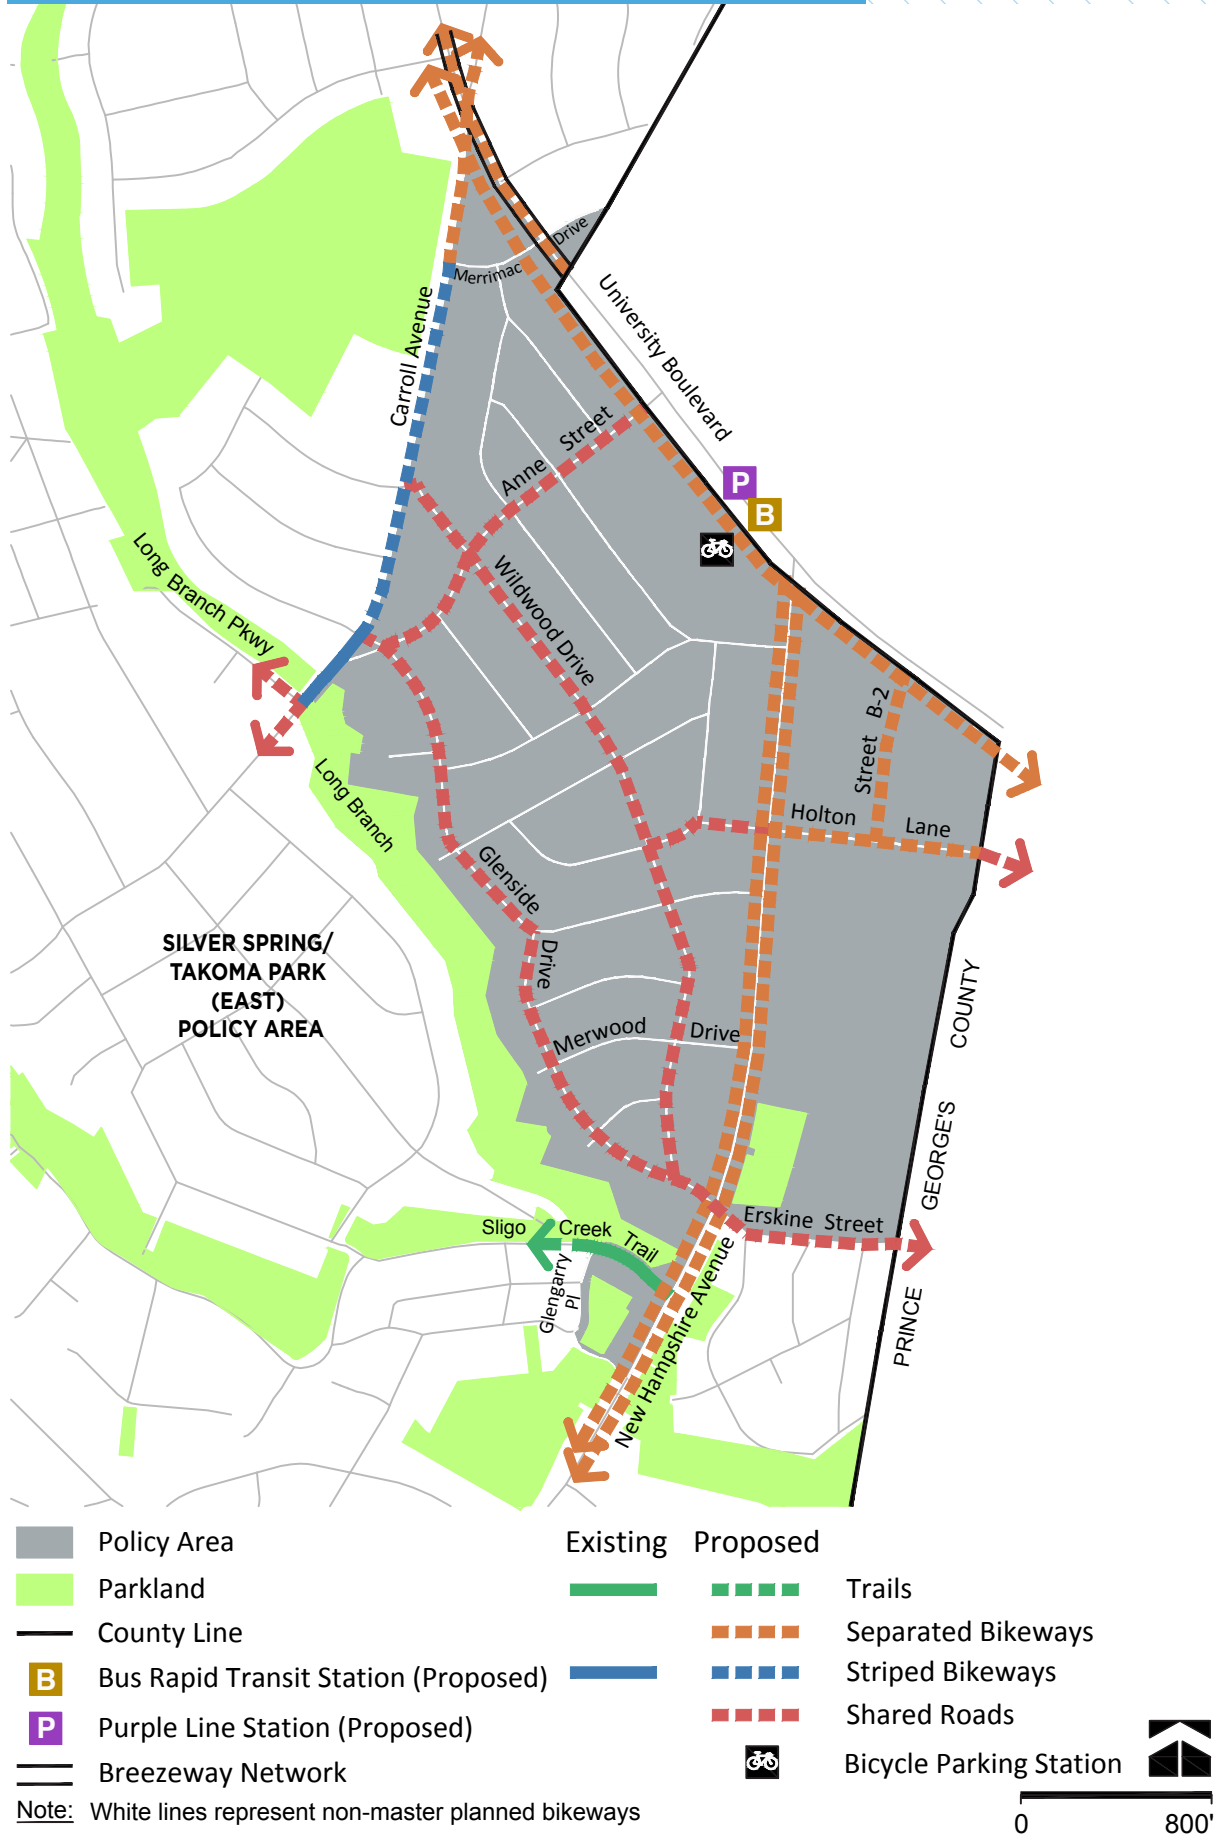 Merrimac Drive
Carroll Avenue
University Boulevard
Anne Street
P
B
Long Branch Pkwy
Wildwood Drive
Street B-2
Long Branch
Holton Lane
Glenside Drive
SILVER SPRING/
TAKOMA PARK
(EAST)
POLICY AREA
Merwood Drive
PRINCE GEORGE'S COUNTY
Erskine Street
Sligo Creek Trail
Glengarry
Pl
New Hampshire Avenue
Policy Area
Parkland
County Line
B Bus Rapid Transit Station (Proposed)
P Purple Line Station (Proposed)
Breezeway Network
Note: White lines represent non-master planned bikeways
Existing Proposed
Trails
Separated Bikeways
Striped Bikeways
Shared Roads
Bicycle Parking Station
0 800'